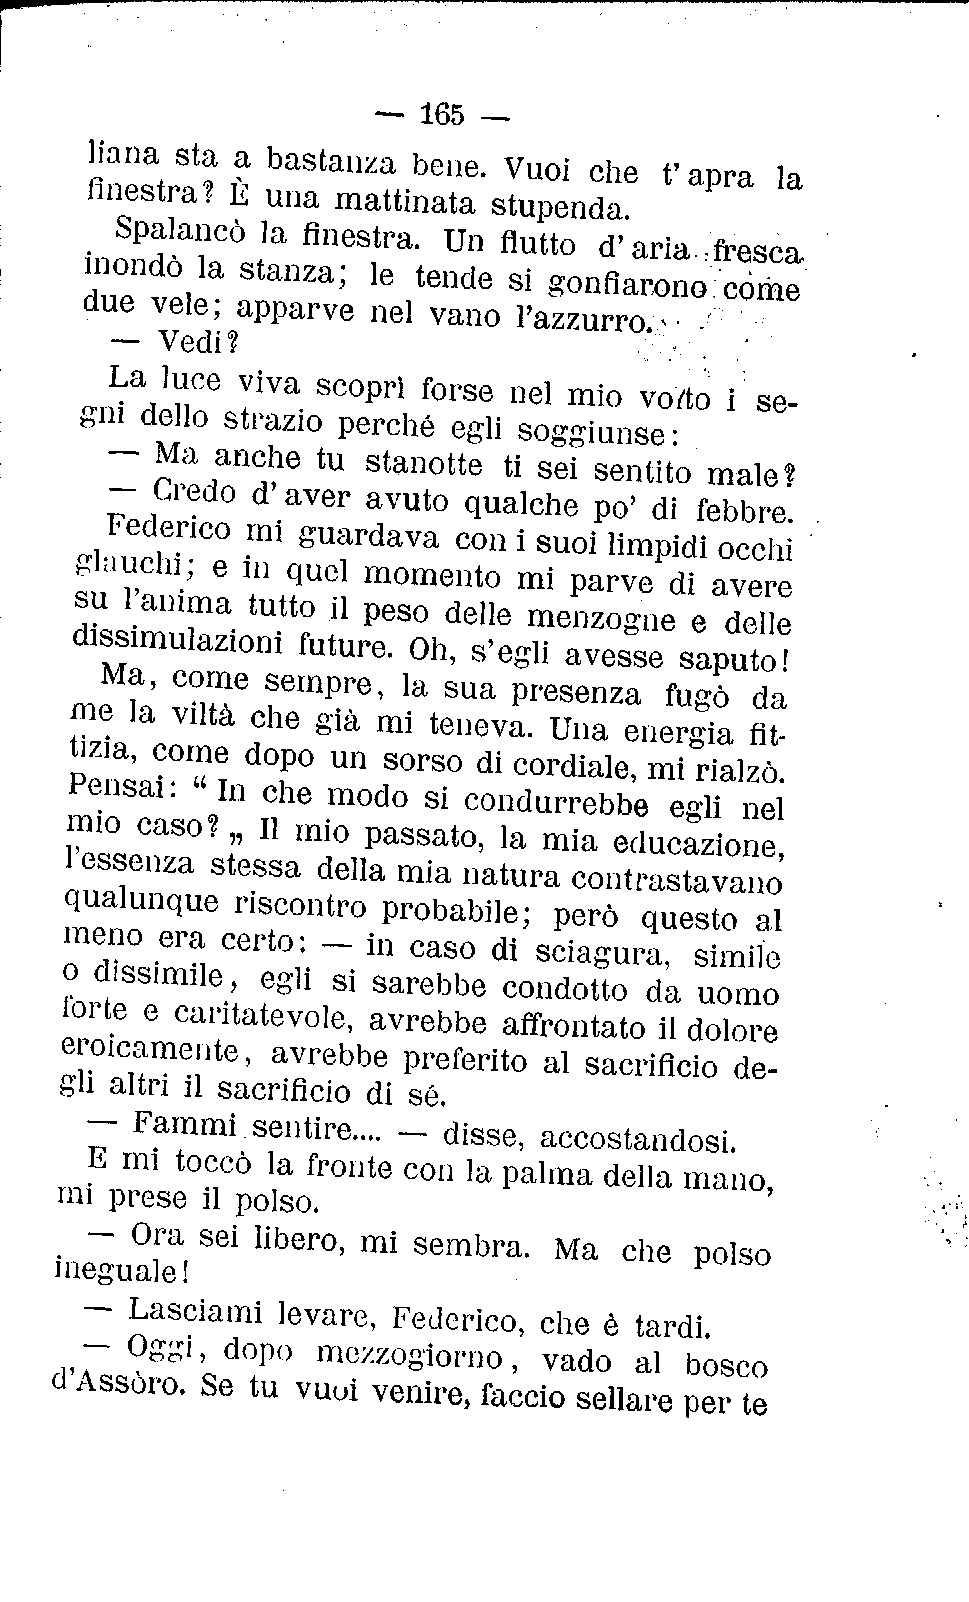 — 165 —
liana sta a bastanza bene. Vuoi che t' apra la
finestra? È una mattinata stupenda.
Spalancò la finestra. Un flutto d' aria fresca
inondò la stanza; le tende si gonfiarono come
due vele; apparve nel vano l'azzurro.
— Vedi?
La luce viva scoprì forse nel mio volto i se-
gni dello strazio perché egli soggiunse:
— Ma anche tu stanotte ti sei sentito male?
— Credo d' aver avuto qualche po' di febbre.
Federico mi guardava con i suoi limpidi occhi
glauchi; e in quel momento mi parve di avere
su l'anima tutto il peso delle menzogne e delle
dissimulazioni future. Oh, s'egli avesse saputo!
Ma, come sempre, la sua presenza fugò da
me la viltà che già mi teneva. Una energia fit-
tizia, come dopo un sorso di cordiale, mi rialzò.
Pensai: “ In che modo si condurrebbe egli nel
mio caso? „ Il mio passato, la mia educazione,
l'essenza stessa della mia natura contrastavano
qualunque riscontro probabile; però questo al
meno era certo: — in caso di sciagura, simile
o dissimile, egli si sarebbe condotto da uomo
forte e caritatevole, avrebbe affrontato il dolore
eroicamente, avrebbe preferito al sacrificio de-
gli altri il sacrificio di sé.
— Fammi sentire.... — disse, accostandosi.
E mi toccò la fronte con la palma della mano,
mi prese il polso.
— Ora sei libero, mi sembra. Ma che polso
ineguale!
— Lasciami levare, Federico, che è tardi.
— Oggi, dopo mezzogiorno, vado al bosco
d'Assòro. Se tu vuoi venire, faccio sellare per te